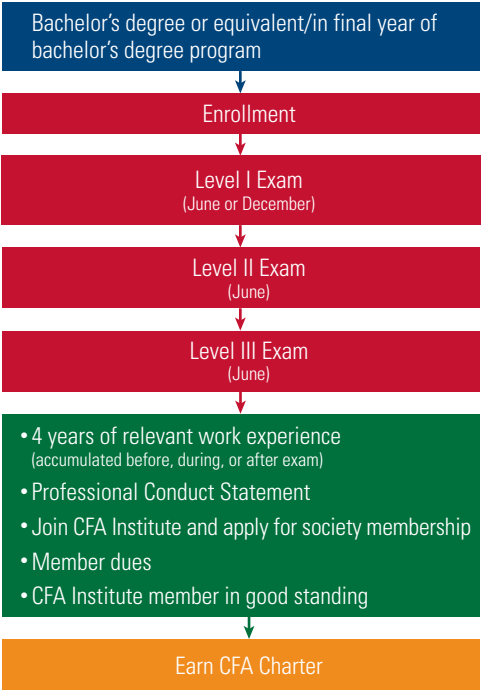 Bachelor’s degree or equivalent/in final year of
bachelor’s degree program
Enrollment
Level I Exam
(June or December)
Level II Exam
(June)
Level III Exam
(June)
• 4 years of relevant work experience
(accumulated before, during, or after exam)
• Professional Conduct Statement
• Join CFA Institute and apply for society membership
• Member dues
• CFA Institute member in good standing
Earn CFA Charter